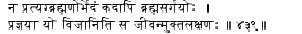 न प्रत्यग्ब्रह्मणोर्भेदं कदापि ब्रह्मसर्गयोः ।
प्रज्ञया यो विजानिति स जीवन्मुक्तलक्षणः ॥ ४३९ ॥